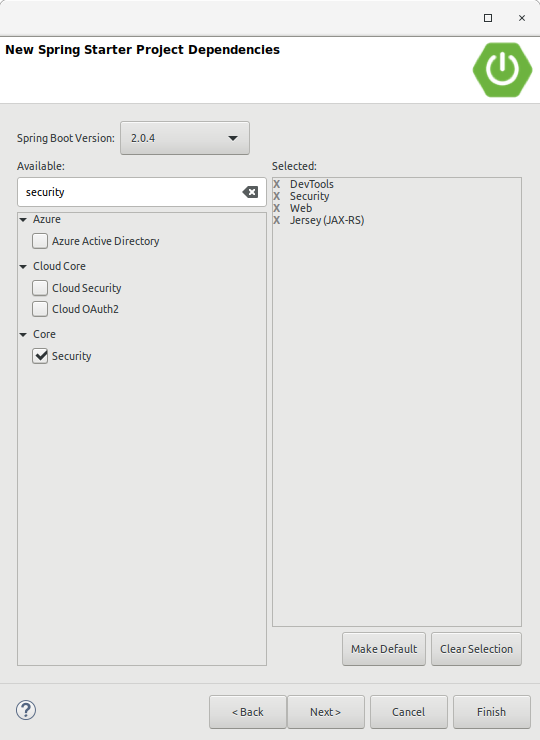 New Spring Starter Project Dependencies
Spring Boot Version: 2.0.4
Available:
security
Azure
Azure Active Directory
Cloud Core
Cloud Security
Cloud OAuth2
Core
Security
Selected:
X DevTools
X Security
X Web
X Jersey (JAX-RS)
Make Default Clear Selection
? < Back Next > Cancel Finish